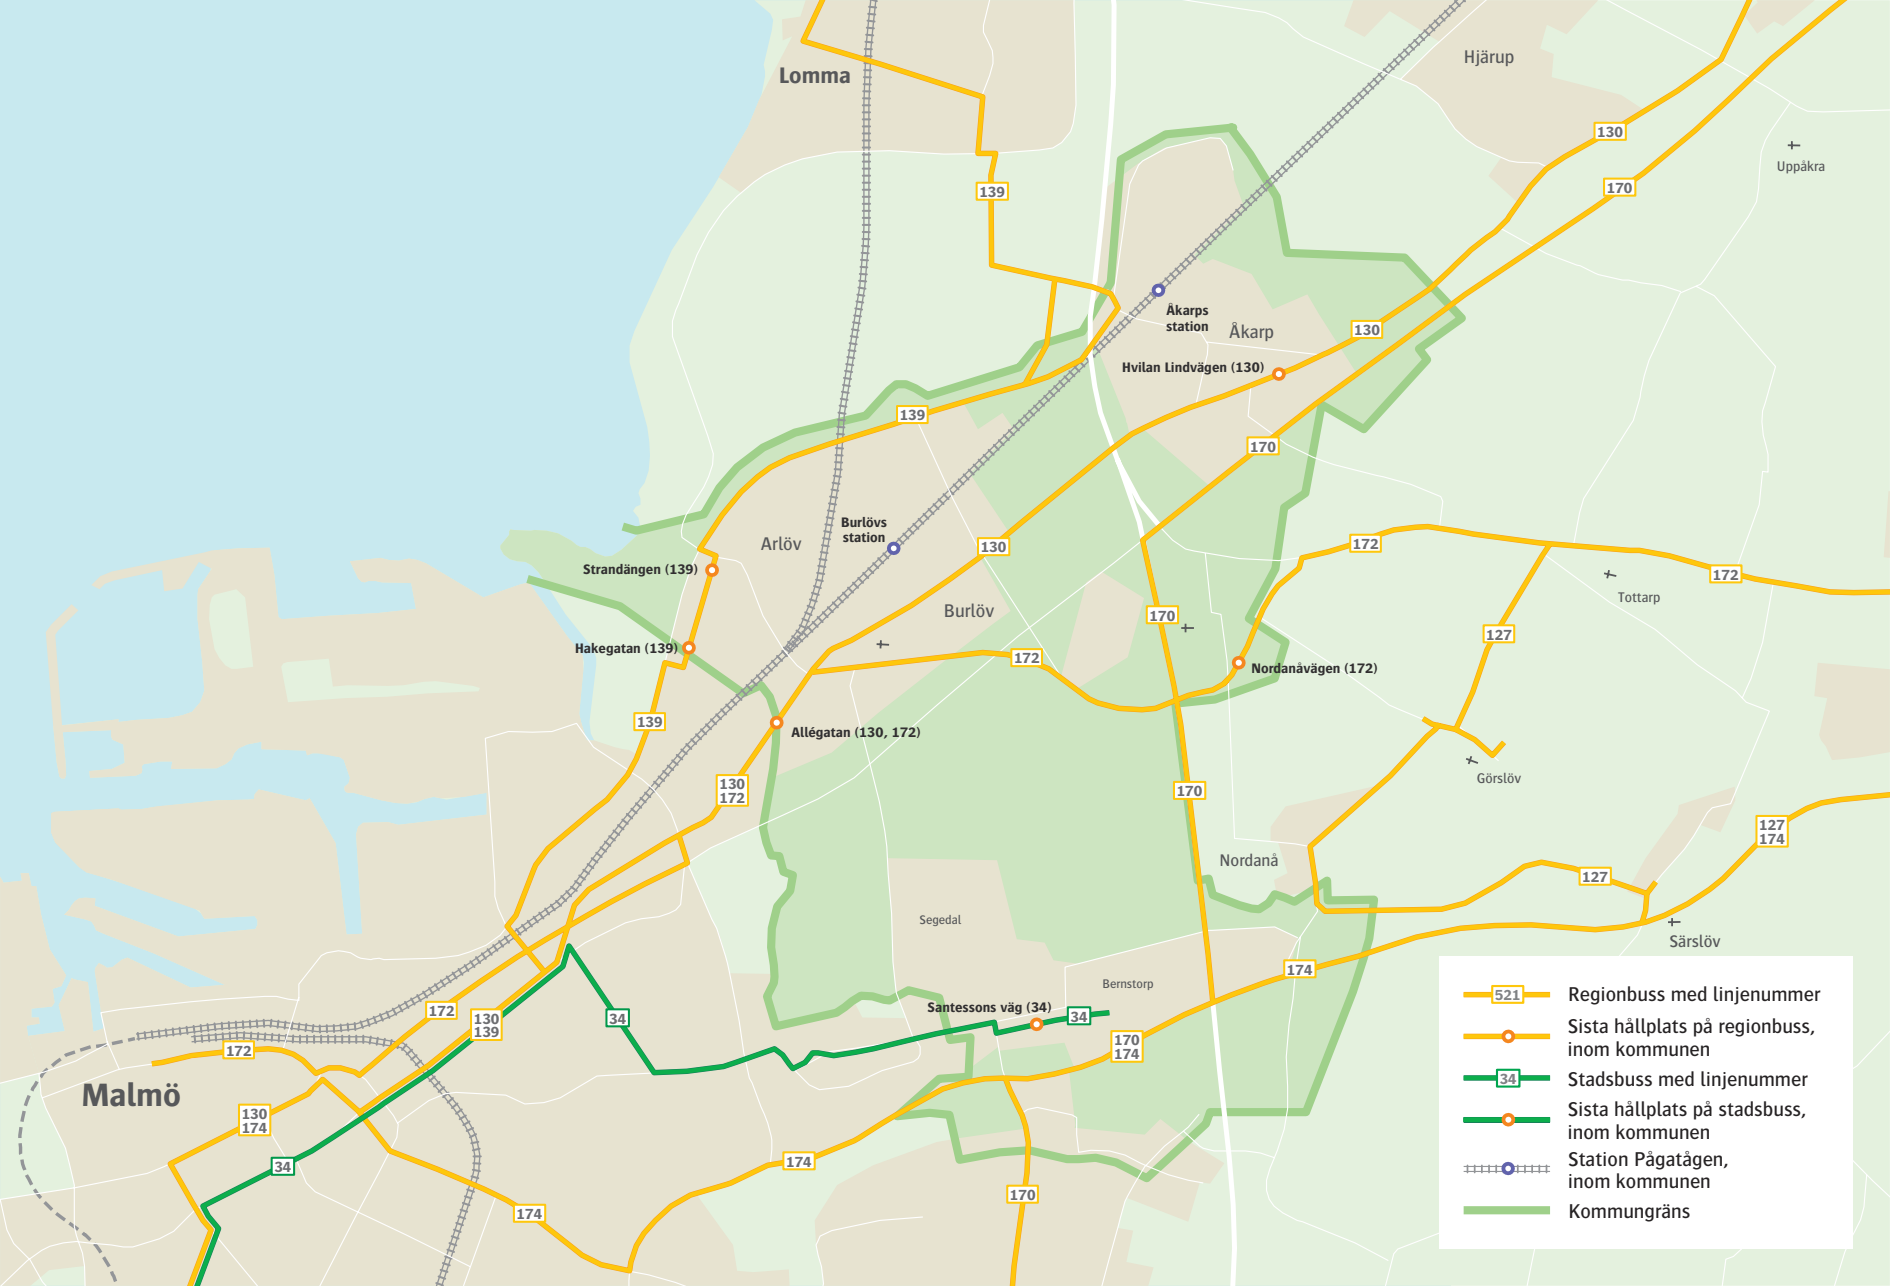 Lomma
Hjärup
130
Uppåkra
170
139
Åkarps
station
Åkarp
130
Hvilan Lindvägen (130)
139
170
Burlövs
station
Arlöv
130
172
Strandängen (139)
172
Tottarp
Burlöv
170
127
Hakegatan (139)
172
Nordanåvägen (172)
139
Allégatan (130, 172)
Görslöv
130
172
170
127
174
Nordanå
127
Segedal
Särslöv
174
Bernstorp
Santessons väg (34)
34
34
172
130
139
170
174
172
Malmö
130
174
34
174
170
174
521
Regionbuss med linjenummer
Sista hållplats på regionbuss,
inom kommunen
34
Stadsbuss med linjenummer
Sista hållplats på stadsbuss,
inom kommunen
Station Pågatågen,
inom kommunen
Kommungräns